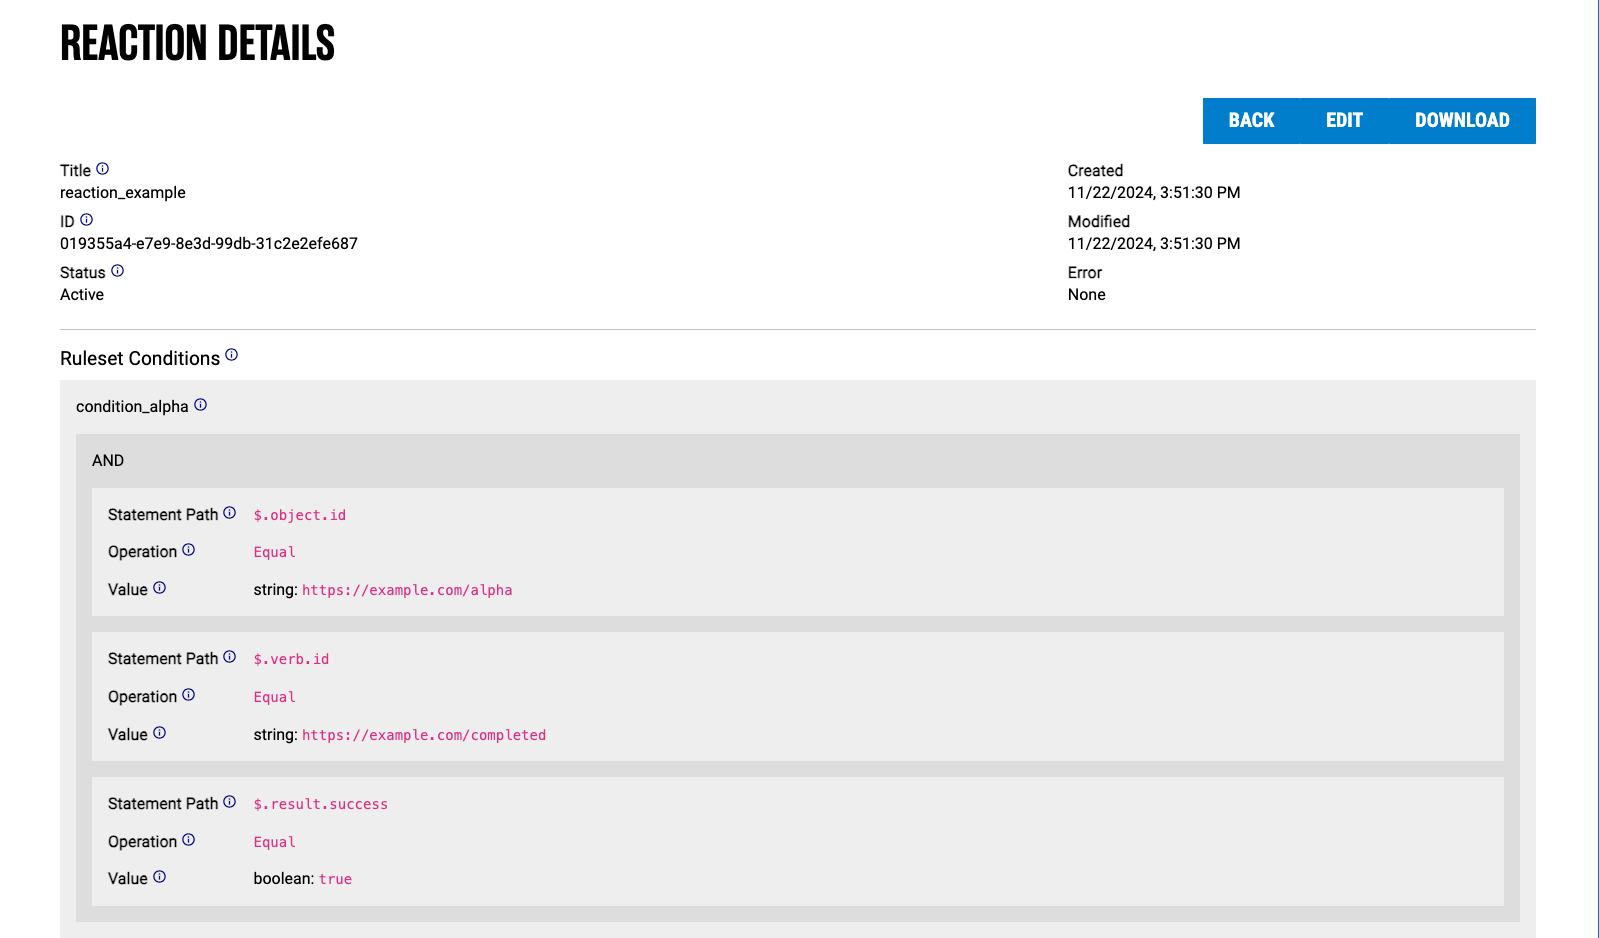 REACTION DETAILS
BACK EDIT DOWNLOAD
Title
reaction_example
ID
019355a4-e7e9-8e3d-99db-31c2e2efe687
Status
Active
Created
11/22/2024, 3:51:30 PM
Modified
11/22/2024, 3:51:30 PM
Error
None
Ruleset Conditions
condition_alpha
AND
Statement Path $.object.id
Operation Equal
Value string: https://example.com/alpha
Statement Path $.verb.id
Operation Equal
Value string: https://example.com/completed
Statement Path $.result.success
Operation Equal
Value boolean: true